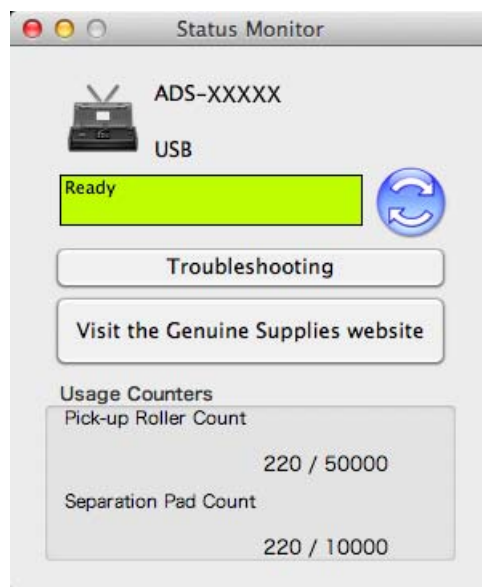 Status Monitor
ADS-XXXXX
USB
Ready
Troubleshooting
Visit the Genuine Supplies website
Usage Counters
Pick-up Roller Count
220 / 50000
Separation Pad Count
220 / 10000